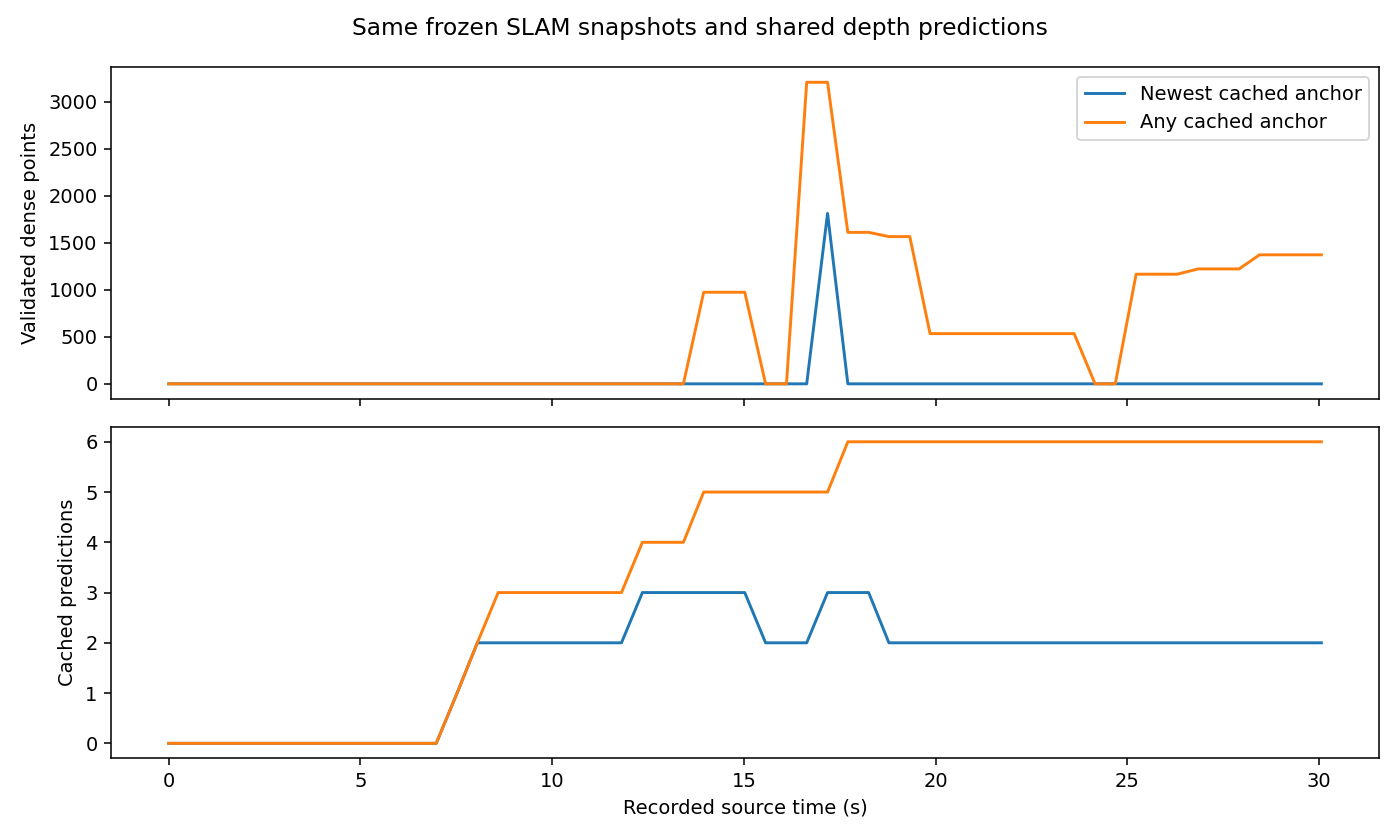 Same frozen SLAM snapshots and shared depth predictions
Validated dense points
3000
2500
2000
1500
1000
500
0
Newest cached anchor
Any cached anchor
Cached predictions
6
5
4
3
2
1
0
0 5 10 15 20 25 30
Recorded source time (s)